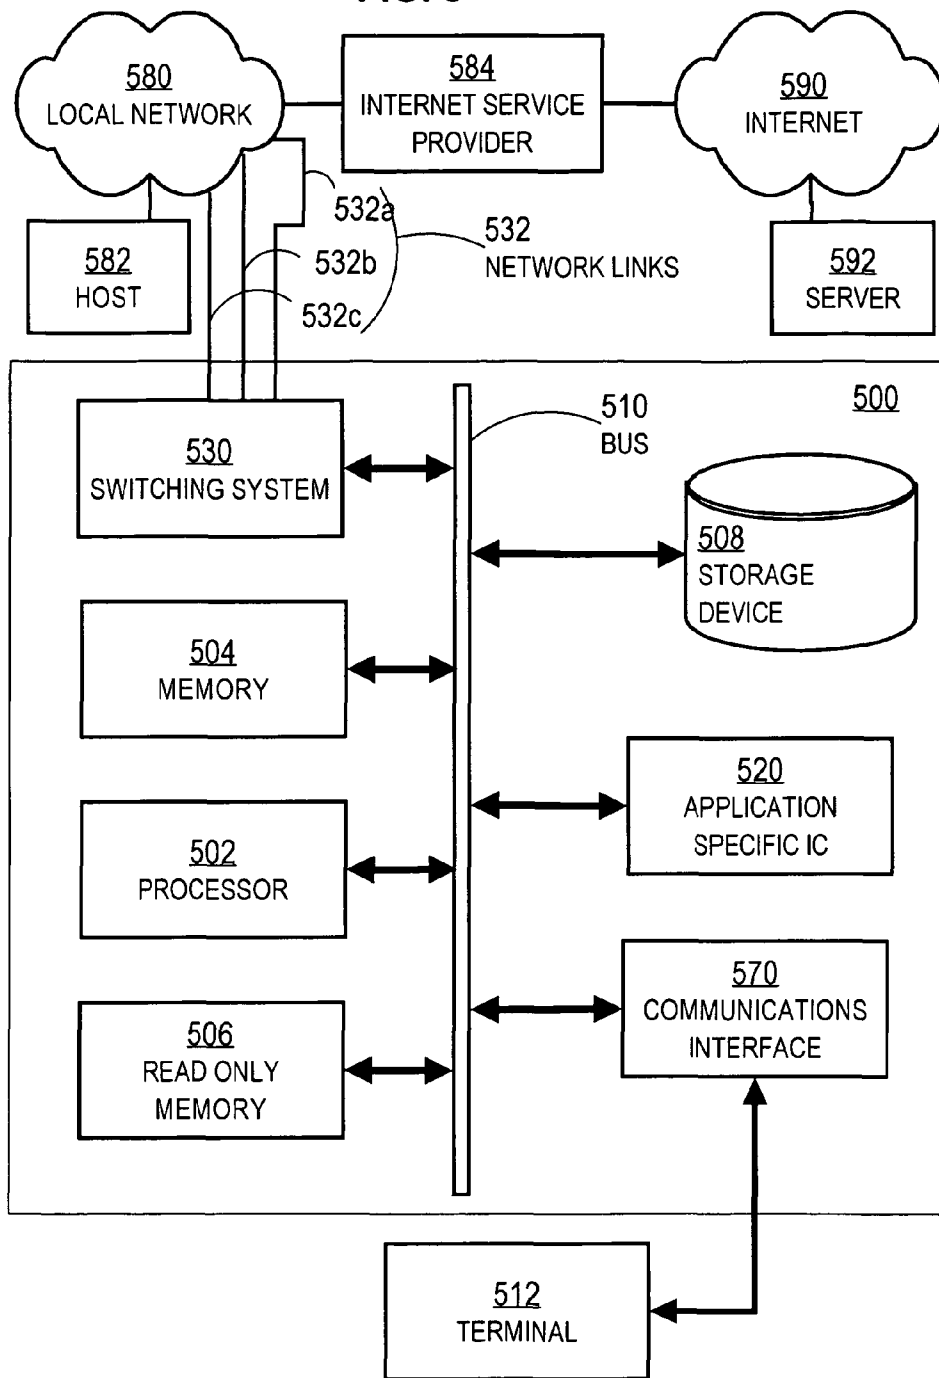 580
LOCAL NETWORK
584
INTERNET SERVICE
PROVIDER
590
INTERNET
532a
532b
532c
532
NETWORK LINKS
582
HOST
592
SERVER
500
510
BUS
530
SWITCHING SYSTEM
508
STORAGE
DEVICE
504
MEMORY
520
APPLICATION
SPECIFIC IC
502
PROCESSOR
570
COMMUNICATIONS
INTERFACE
506
READ ONLY
MEMORY
512
TERMINAL